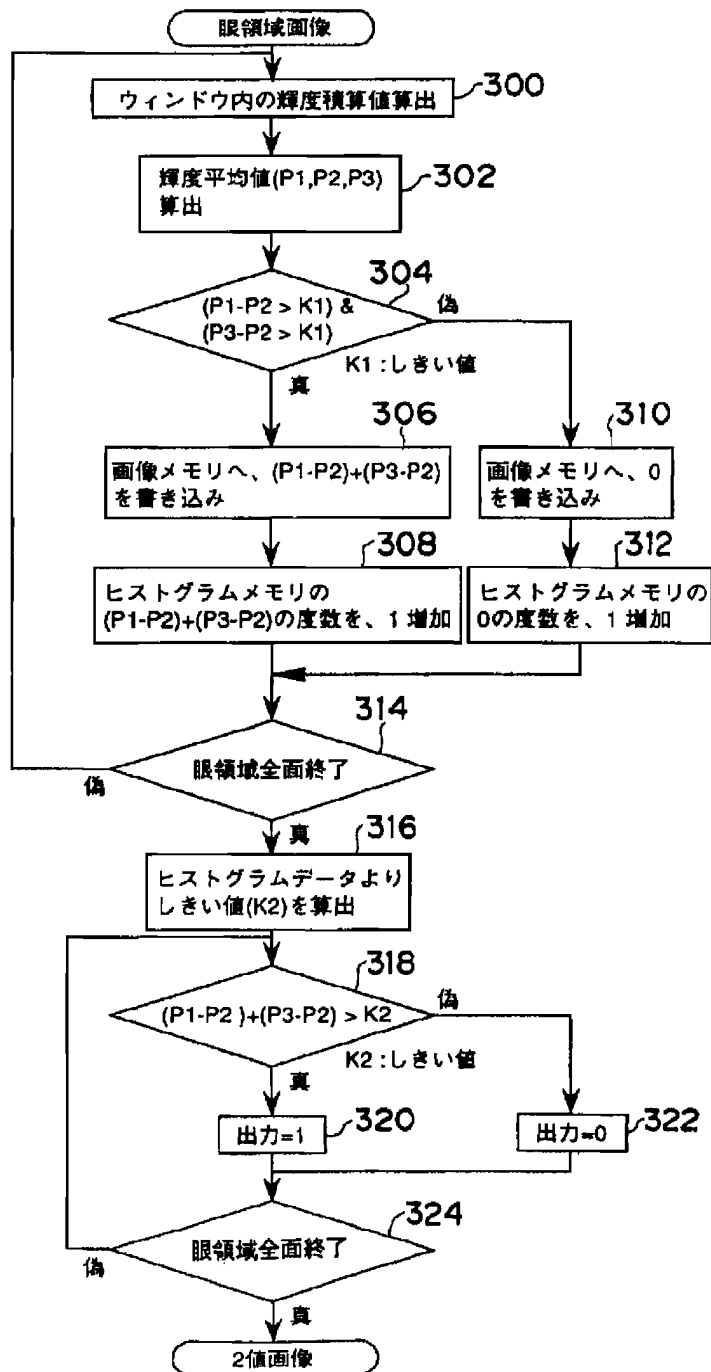 眼領域画像
ウィンドウ内の輝度積算値算出
300
輝度平均値(P1,P2,P3)
算出
302
304
(P1-P2 > K1) &
(P3-P2 > K1)
偽
K1 :しきい値
真
306
画像メモリへ、(P1-P2)+(P3-P2)
を書き込み
310
画像メモリへ、0
を書き込み
308
ヒストグラムメモリの
(P1-P2)+(P3-P2)の度数を、1 増加
312
ヒストグラムメモリの
0の度数を、1 増加
314
眼領域全面終了
偽
真
316
ヒストグラムデータより
しきい値(K2)を算出
318
(P1-P2 )+(P3-P2) > K2
偽
K2 :しきい値
真
出力=1
320
出力=0
322
324
眼領域全面終了
偽
真
2値画像